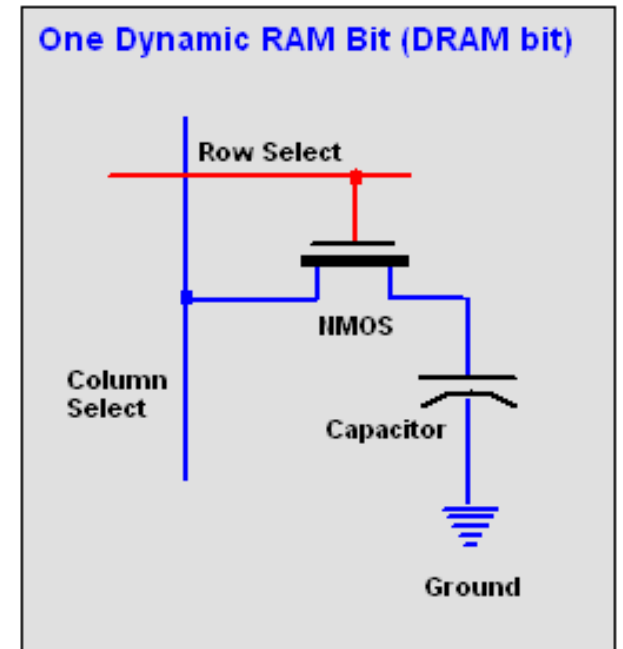 One Dynamic RAM Bit (DRAM bit)
Row Select
NMOS
Column
Select
Capacitor
Ground